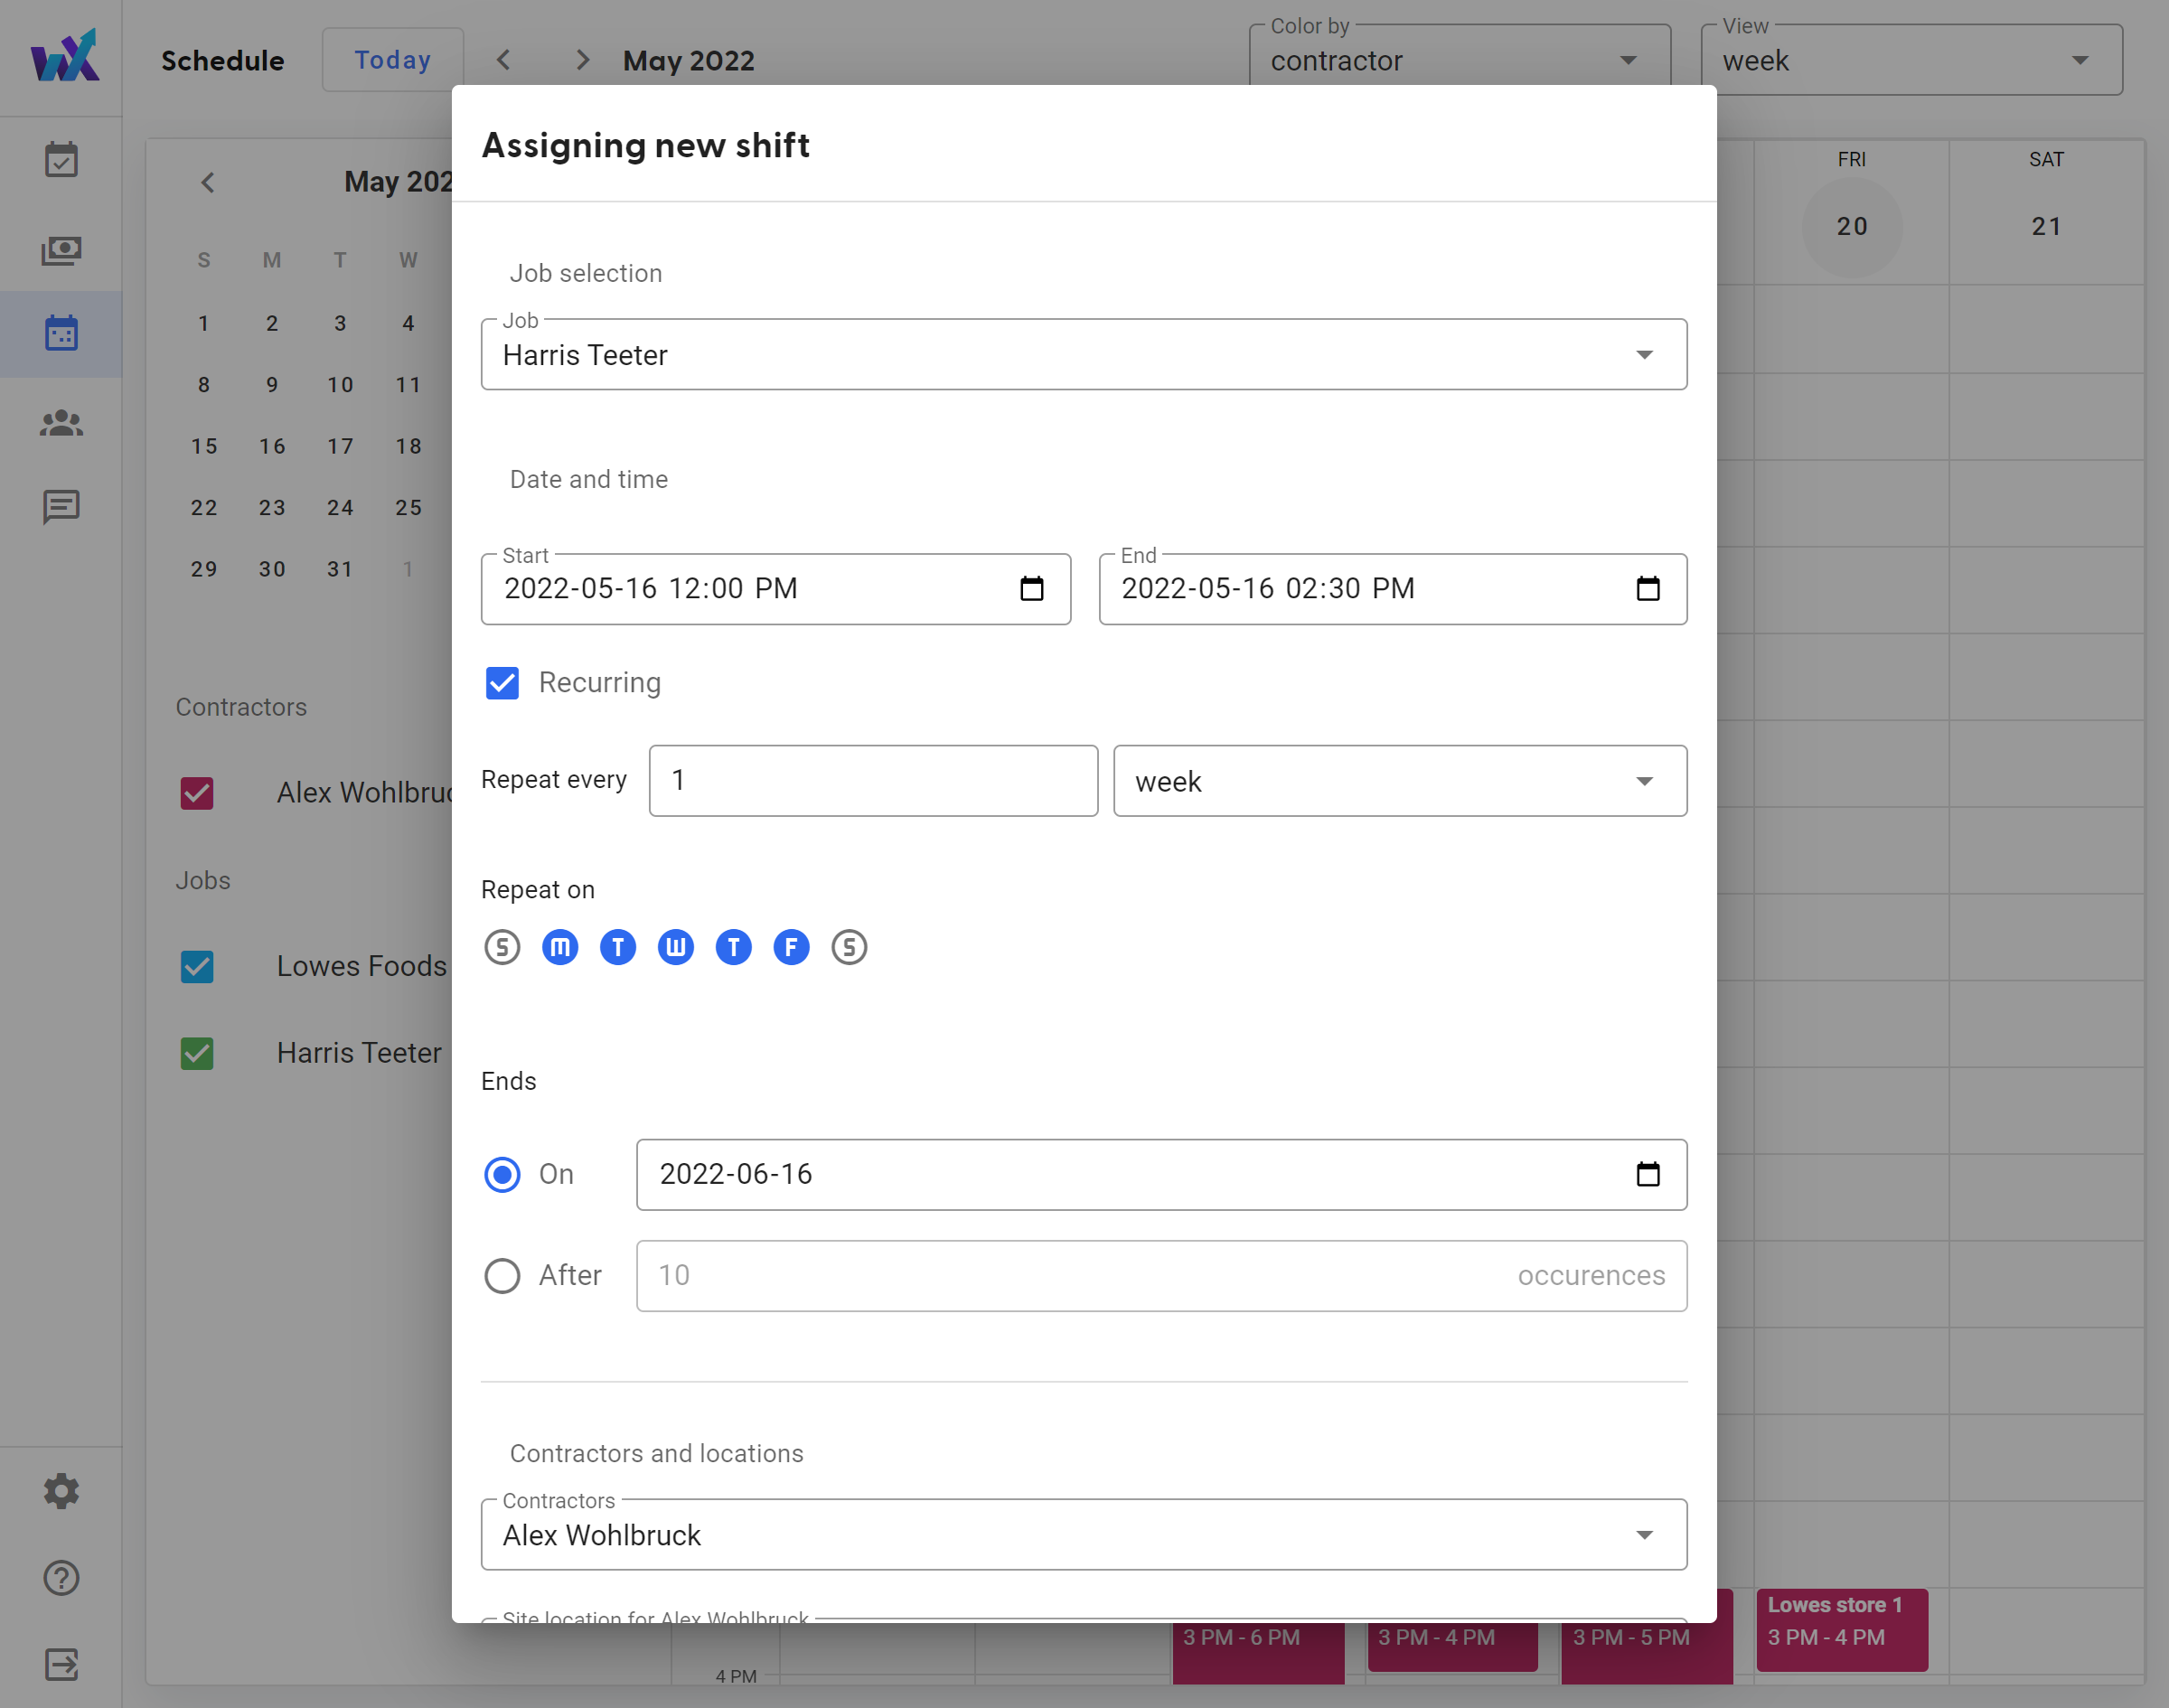 Schedule
Today
May 2022
Color by
contractor
View
week
May 202
S M T W
1 2 3 4
8 9 10 11
15 16 17 18
22 23 24 25
29 30 31 1
Contractors
Alex Wohlbruc
Jobs
Lowes Foods
Harris Teeter
Assigning new shift
Job selection
Job
Harris Teeter
Date and time
Start
2022-05-16 12:00 PM
End
2022-05-16 02:30 PM
Recurring
Repeat every
1
week
Repeat on
S M T W T F S
Ends
On
2022-06-16
After
10
occurences
Contractors and locations
Contractors
Alex Wohlbruck
Site location for Alex Wohlbruck
FRI
20
SAT
21
Lowes store 1
3 PM - 6 PM
3 PM - 4 PM
3 PM - 5 PM
3 PM - 4 PM
4 PM